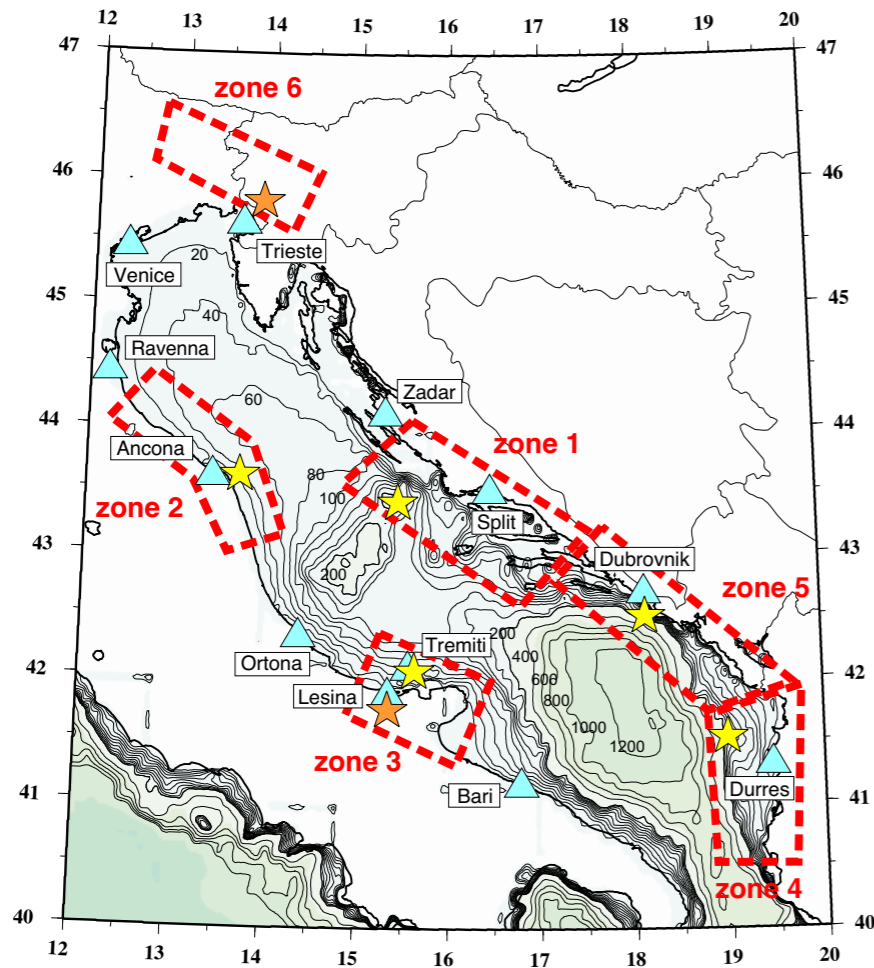 12 13 14 15 16 17 18 19 20
47 47
zone 6
46 46
Trieste
Venice
20
45 45
40
Ravenna
Zadar
44 44
60
zone 1
Ancona
80
zone 2
100
Split
43 43
Dubrovnik
200
zone 5
200
Tremiti
Ortona
400
42 42
Lesina
600
800
1000
zone 3
1200
Durres
Bari
41 41
zone 4
40 40
12 13 14 15 16 17 18 19 20